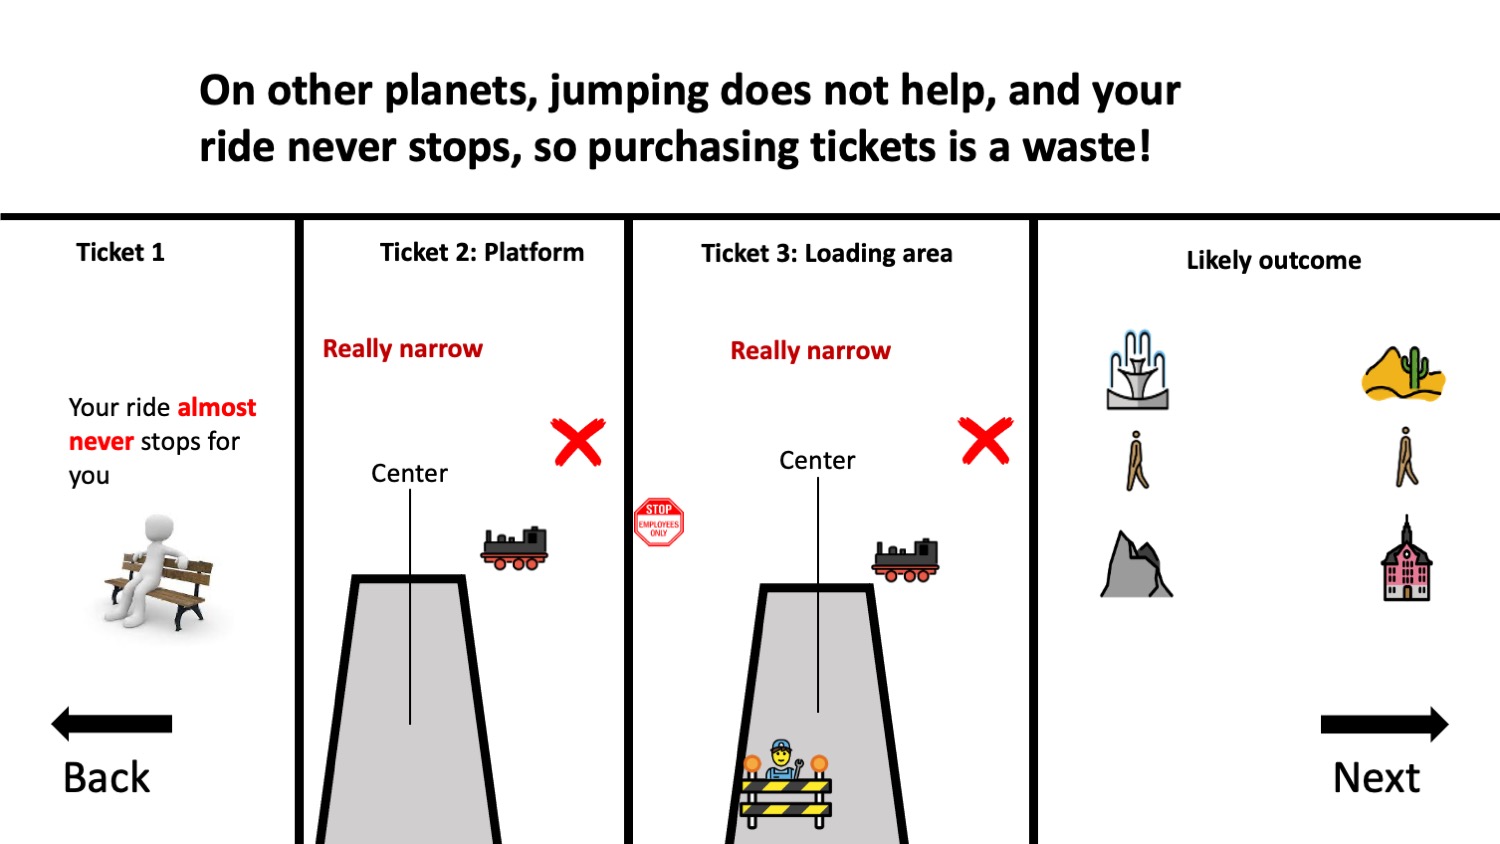 On other planets, jumping does not help, and your
ride never stops, so purchasing tickets is a waste!
Ticket 1
Your ride almost
never stops for
you
Back
Ticket 2: Platform
Really narrow
Center
Ticket 3: Loading area
Really narrow
Center
STOP
EMPLOYEES
ONLY
Likely outcome
Next